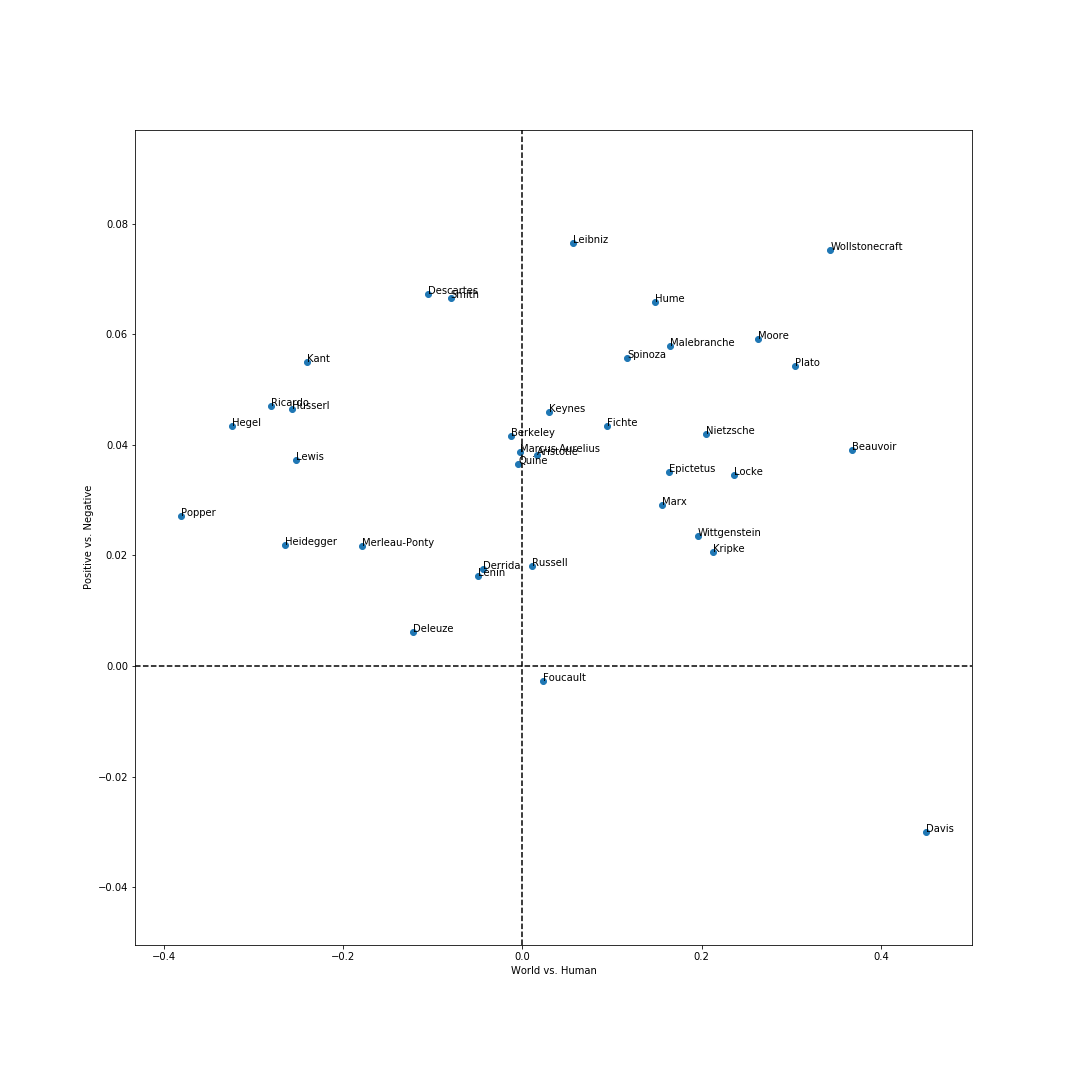 Leibniz
Wollstonecraft
Descartes
Smith
Hume
Moore
Malebranche
Spinoza
Plato
Kant
Ricardo
Husserl
Keynes
Hegel
Fichte
Berkeley
Nietzsche
Marcus Aurelius
Aristotle
Beauvoir
Lewis
Quine
Epictetus
Locke
Marx
Popper
Wittgenstein
Heidegger
Merleau-Ponty
Kripke
Derrida
Lenin
Russell
Deleuze
Foucault
Davis
0.08
0.06
0.04
0.02
0.00
−0.02
−0.04
Positive vs. Negative
−0.4
−0.2
0.0
0.2
0.4
World vs. Human